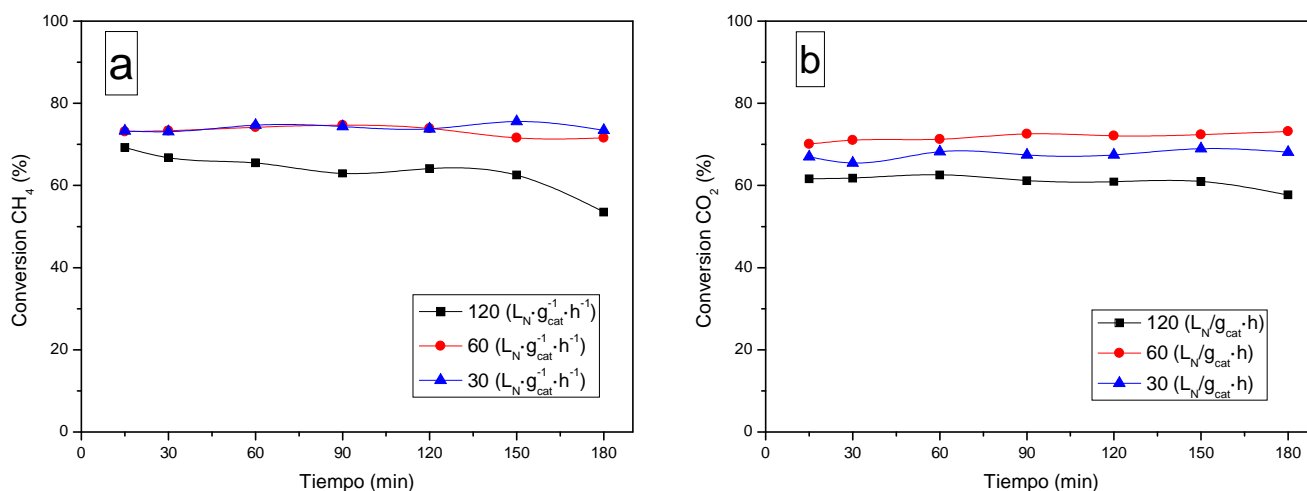 a
Conversion CH4 (%)
100
80
60
40
20
0
0 30 60 90 120 150 180
Tiempo (min)
120 (LN·gcat-1·h-1)
60 (LN·gcat-1·h-1)
30 (LN·gcat-1·h-1)
b
Conversion CO2 (%)
100
80
60
40
20
0
0 30 60 90 120 150 180
Tiempo (min)
120 (LN/gcat·h)
60 (LN/gcat·h)
30 (LN/gcat·h)